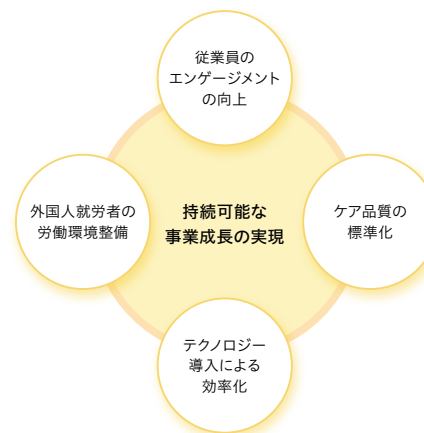 従業員の
エンゲージメント
の向上
外国人就労者の
労働環境整備
持続可能な
事業成長の実現
ケア品質の
標準化
テクノロジー
導入による
効率化